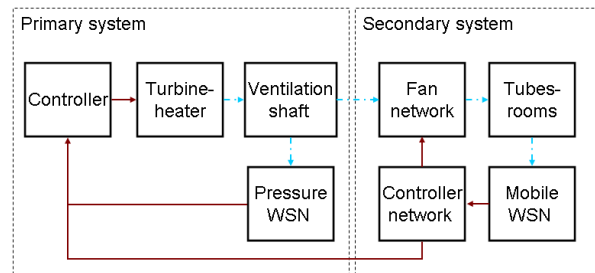 Primary system
Secondary system
Controller
Turbine-
heater
Ventilation
shaft
Fan
network
Tubes-
rooms
Pressure
WSN
Controller
network
Mobile
WSN